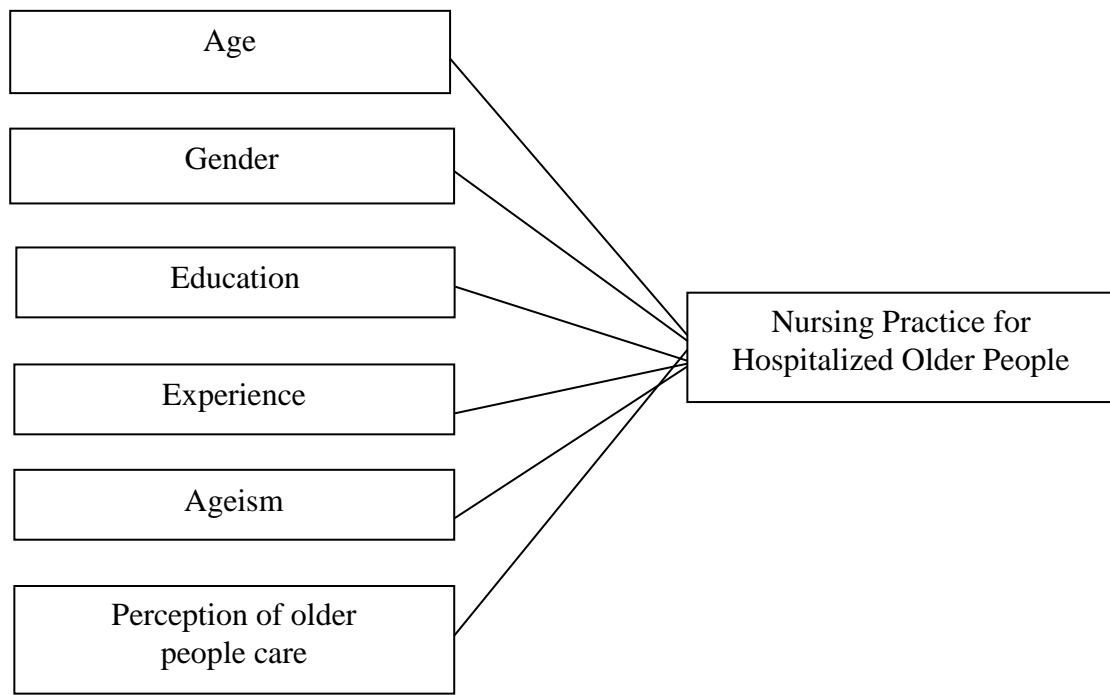 Age
Gender
Education
Experience
Ageism
Perception of older
people care
Nursing Practice for
Hospitalized Older People